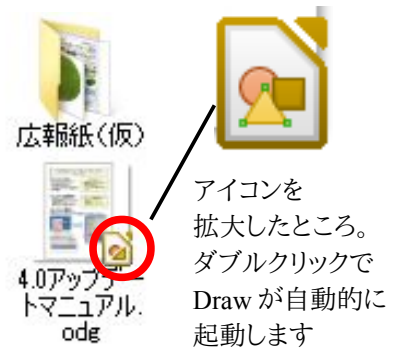 広報紙(仮)
4.0アップデー
トマニュアル.
odg
アイコンを
拡大したところ。
ダブルクリックで
Draw が自動的に
起動します